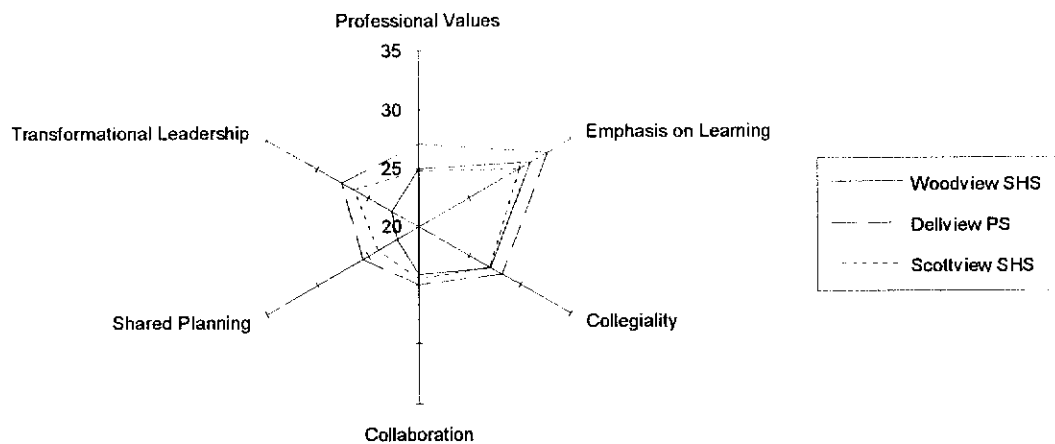 Professional Values
35
30
Transformational Leadership
Emphasis on Learning
25
Woodview SHS
20
Dellview PS
Scottview SHS
Shared Planning
Collegiality
Collaboration